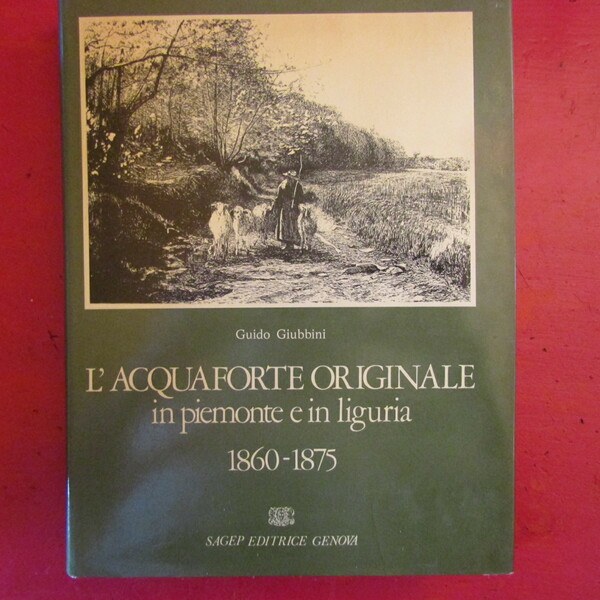 Guido Giubbini
L'ACQUAFORTE ORIGINALE
in piemonte e in liguria
1860-1875
SAGEP EDITRICE GENOVA